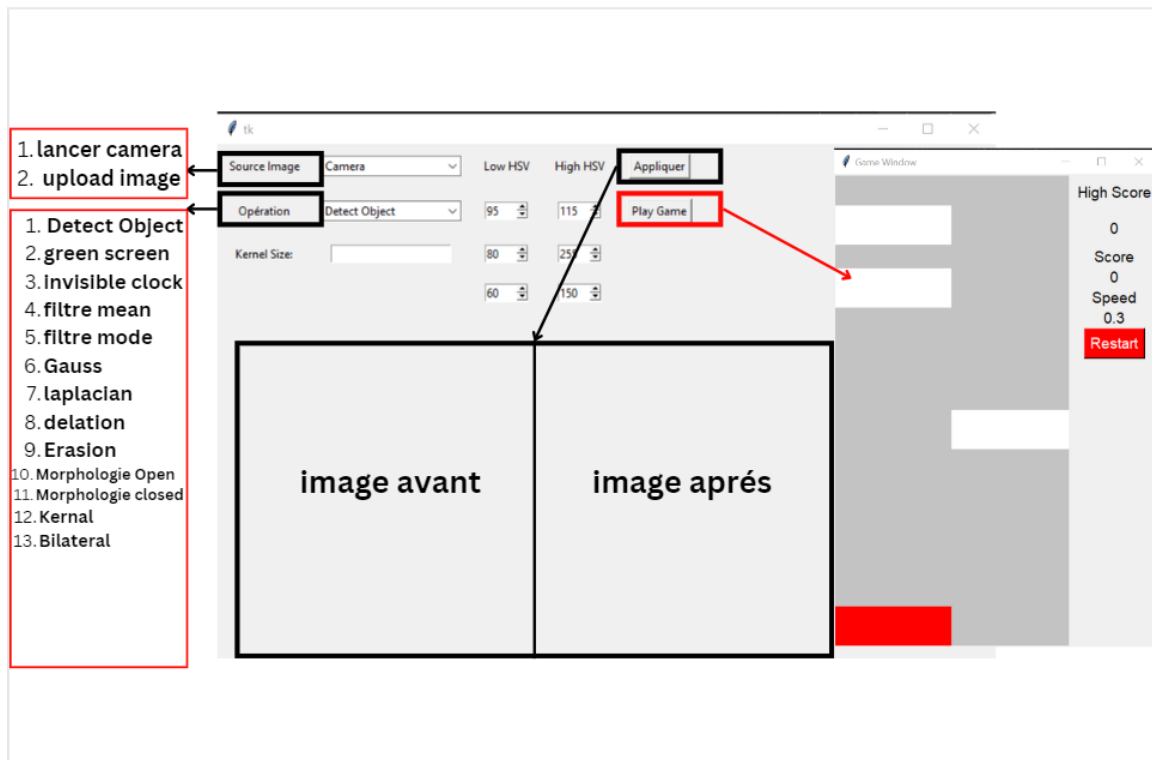 1. lancer camera
2. upload image
1. Detect Object
2. green screen
3. invisible clock
4. filtre mean
5. filtre mode
6. Gauss
7. laplacian
8. delation
9. Erasion
10. Morphologie Open
11. Morphologie closed
12. Kernal
13. Bilateral
tk
Source Image Camera Low HSV High HSV Appliquer
Opération Detect Object 95 115 Play Game
Kernel Size: 80 255
60 150
image avant image aprés
Game Window
High Score
0
Score
0
Speed
0.3
Restart